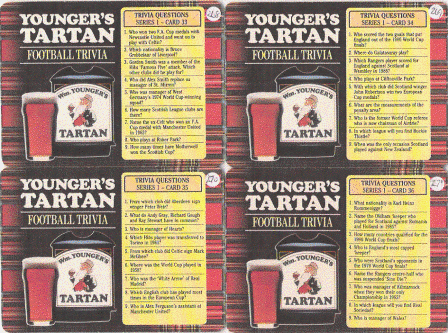 YOUNGER'S
TARTAN
FOOTBALL TRIVIA
Wm. YOUNGER'S
TARTAN
TRIVIA QUESTIONS
SERIES 1 - CARD 33
1. Who won two F.A. Cup medals with
Newcastle United and went on to
play with Celtic?
2. Which nationality is Bruce
Grobbelaar of Liverpool?
3. Gordon Smith was a member of the
Hibs 'Famous Five' attack. Which
other clubs did he play for?
4. Who did Alex Smith replace as
manager of St. Mirren?
5. Who was manager of West
Germany's 1974 World Cup-winning
squad?
6. How many Scottish League clubs are
there?
7. Name the ex Celt who won an F.A.
Cup medal with Manchester United
in 1963?
8. Who plays at Ibrox Park?
9. How many times have Motherwell
won the Scottish Cup?
YOUNGER'S
TARTAN
FOOTBALL TRIVIA
Wm. YOUNGER'S
TARTAN
TRIVIA QUESTIONS
SERIES 1 - CARD 34
1. Who scored the two goals that put
England out of the 1986 World Cup
finals?
2. Where do Galatasaray play?
3. Which Rangers player scored for
England against Scotland at
Wembley in 1988?
4. Who plays at Cliftonhill Park?
5. With which club did Scotland winger
John Robertson win two European
Cup medals?
6. What are the measurements of the
penalty area?
7. Who is the former World Cup referee
who is now chairman of Airdrie?
8. In which league will you find Buckie
Thistle?
9. When was the only occasion Scotland
played against New Zealand?
YOUNGER'S
TARTAN
FOOTBALL TRIVIA
Wm. YOUNGER'S
TARTAN
TRIVIA QUESTIONS
SERIES 1 - CARD 35
1. From which club did Aberdeen sign
winger Peter Weir?
2. What do Andy Gray, Richard Gough
and Ray Stewart have in common?
3. Who is manager of Hearts?
4. Which Hibs player was transferred to
Torino in 1961?
5. From which club did Celtic sign Mark
McGhee?
6. Where was the World Cup played in
1958?
7. Who was the 'White Arrow' of Real
Madrid?
8. Which English club has played most
times in the European Cup?
9. Who is Alex Ferguson's assistant at
Manchester United?
YOUNGER'S
TARTAN
FOOTBALL TRIVIA
Wm. YOUNGER'S
TARTAN
TRIVIA QUESTIONS
SERIES 1 - CARD 36
1. What nationality is Karl Heinz
Rummenigge?
2. Name the Oldham keeper who
played for Scotland against Romania
and Holland in 1986?
3. How many countries qualified for the
1990 World Cup finals?
4. Who is England's most capped
'keeper'?
5. Who were Scotland's opponents in
the 1978 World Cup finals?
6. Name the Rangers centre-half who
was suspended 'Sine Die'?
7. Who was manager of Kilmarnock
when they won their only
Championship in 1965?
8. In which league will you find Real
Sociedad?
9. Who is manager of Wales?